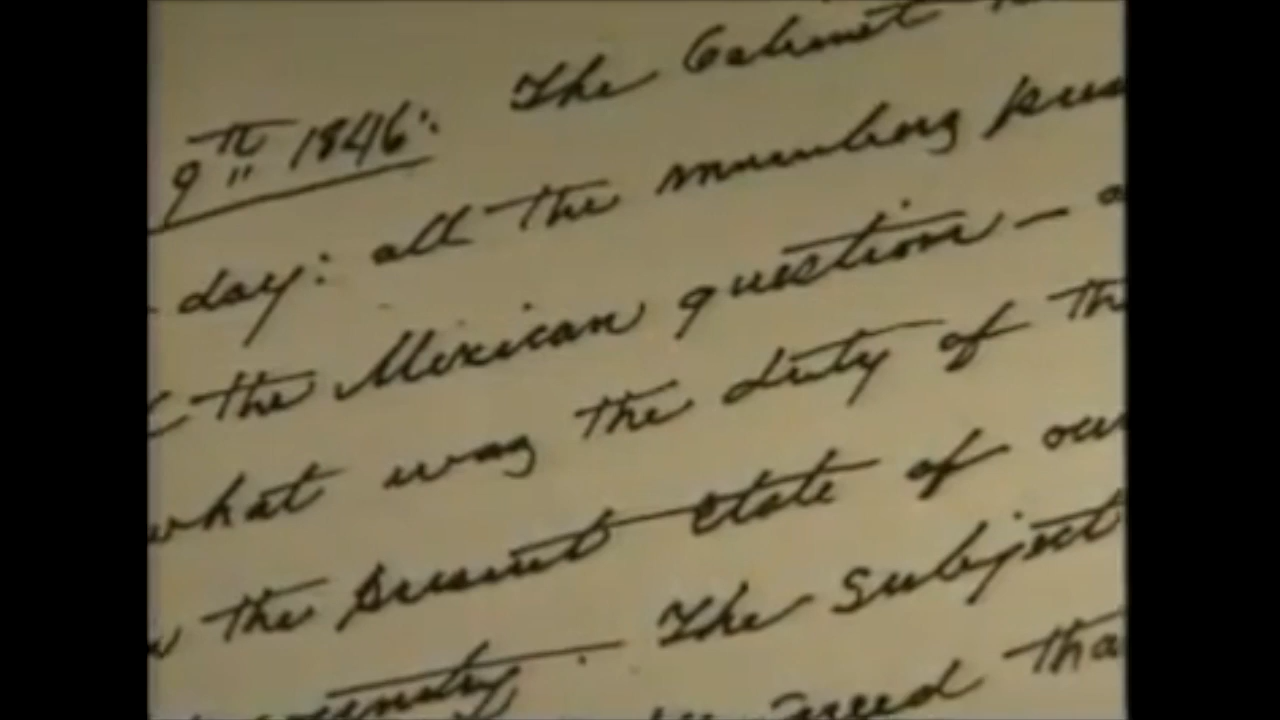 9th 1846. The Cabinet
day: all the members
the Mexican question —
what was the duty of the
the present state of our
country. The subject